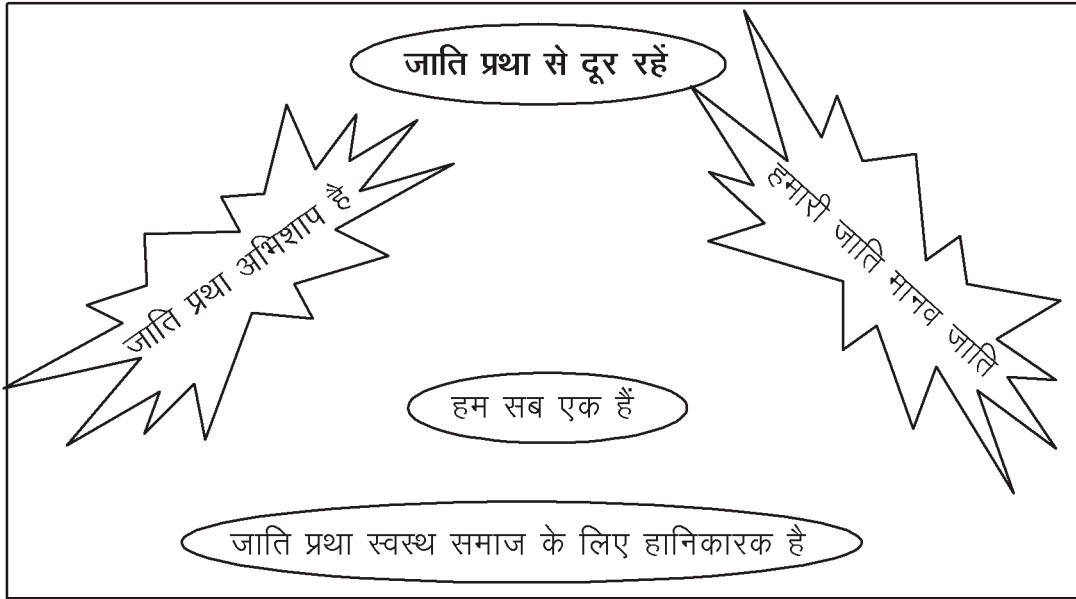 जाति प्रथा से दूर रहें
जाति प्रथा अभिशाप है
हमारी जाति मानव जाति
हम सब एक हैं
जाति प्रथा स्वस्थ समाज के लिए हानिकारक है